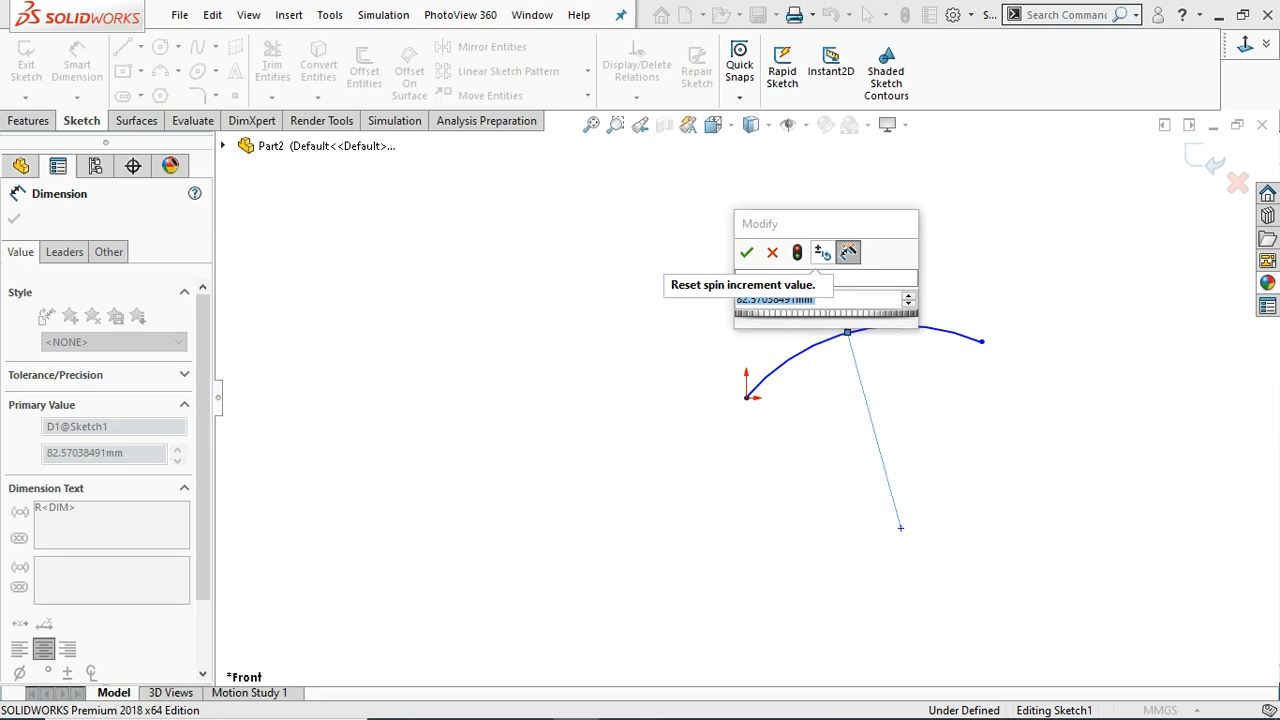 SOLIDWORKS File Edit View Insert Tools Simulation PhotoView 360 Window Help S... Search Comman ?
Exit Sketch
Smart Dimension
Trim Entities
Convert Entities
Offset Entities
Offset On Surface
Mirror Entities
Linear Sketch Pattern
Move Entities
Display/Delete Relations
Repair Sketch
Quick Snaps
Rapid Sketch
Instant2D
Shaded Sketch Contours
Features Sketch Surfaces Evaluate DimXpert Render Tools Simulation Analysis Preparation
Part2 (Default<<Default>...
Dimension
Value Leaders Other
Style
<NONE>
Tolerance/Precision
Primary Value
D1@Sketch1
82.57038491mm
Dimension Text
R<DIM>
Modify
Reset spin increment value.
82.57038491mm
*Front
Model 3D Views Motion Study 1
SOLIDWORKS Premium 2018 x64 Edition Under Defined Editing Sketch1 MMGS